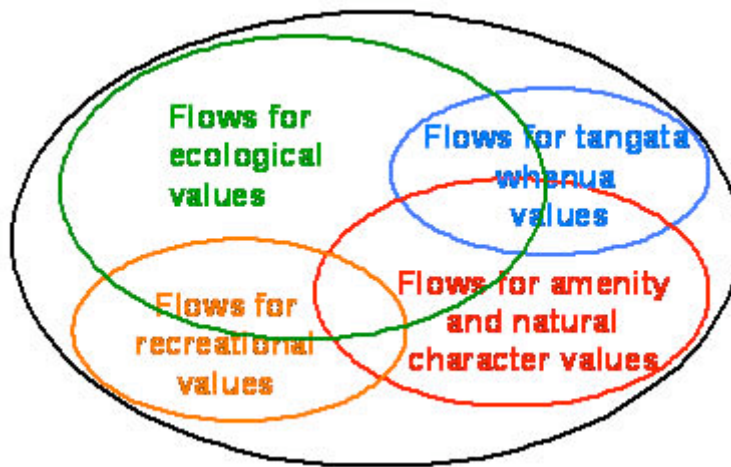 Flows for
ecological
values
Flows for tangata
whenua
values
Flows for
recreational
values
Flows for amenity
and natural
character values